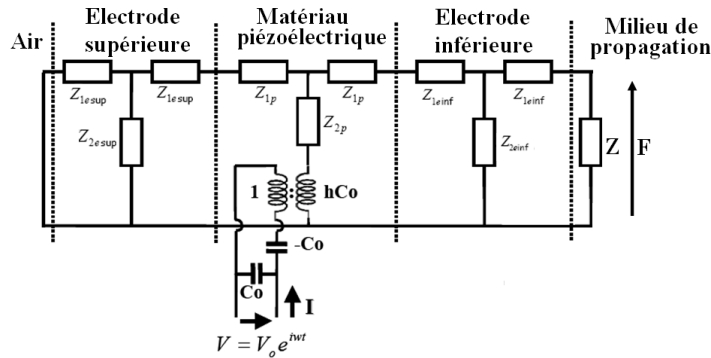 Air
Electrode
supérieure
Matériau
piézoélectrique
Electrode
inférieure
Milieu de
propagation
Z1esup
Z1esup
Z1p
Z1p
Z1einf
Z1einf
Z2esup
Z2p
Z2einf
Z
F
1
:
hCo
-Co
Co
I
V = Voe^iwt